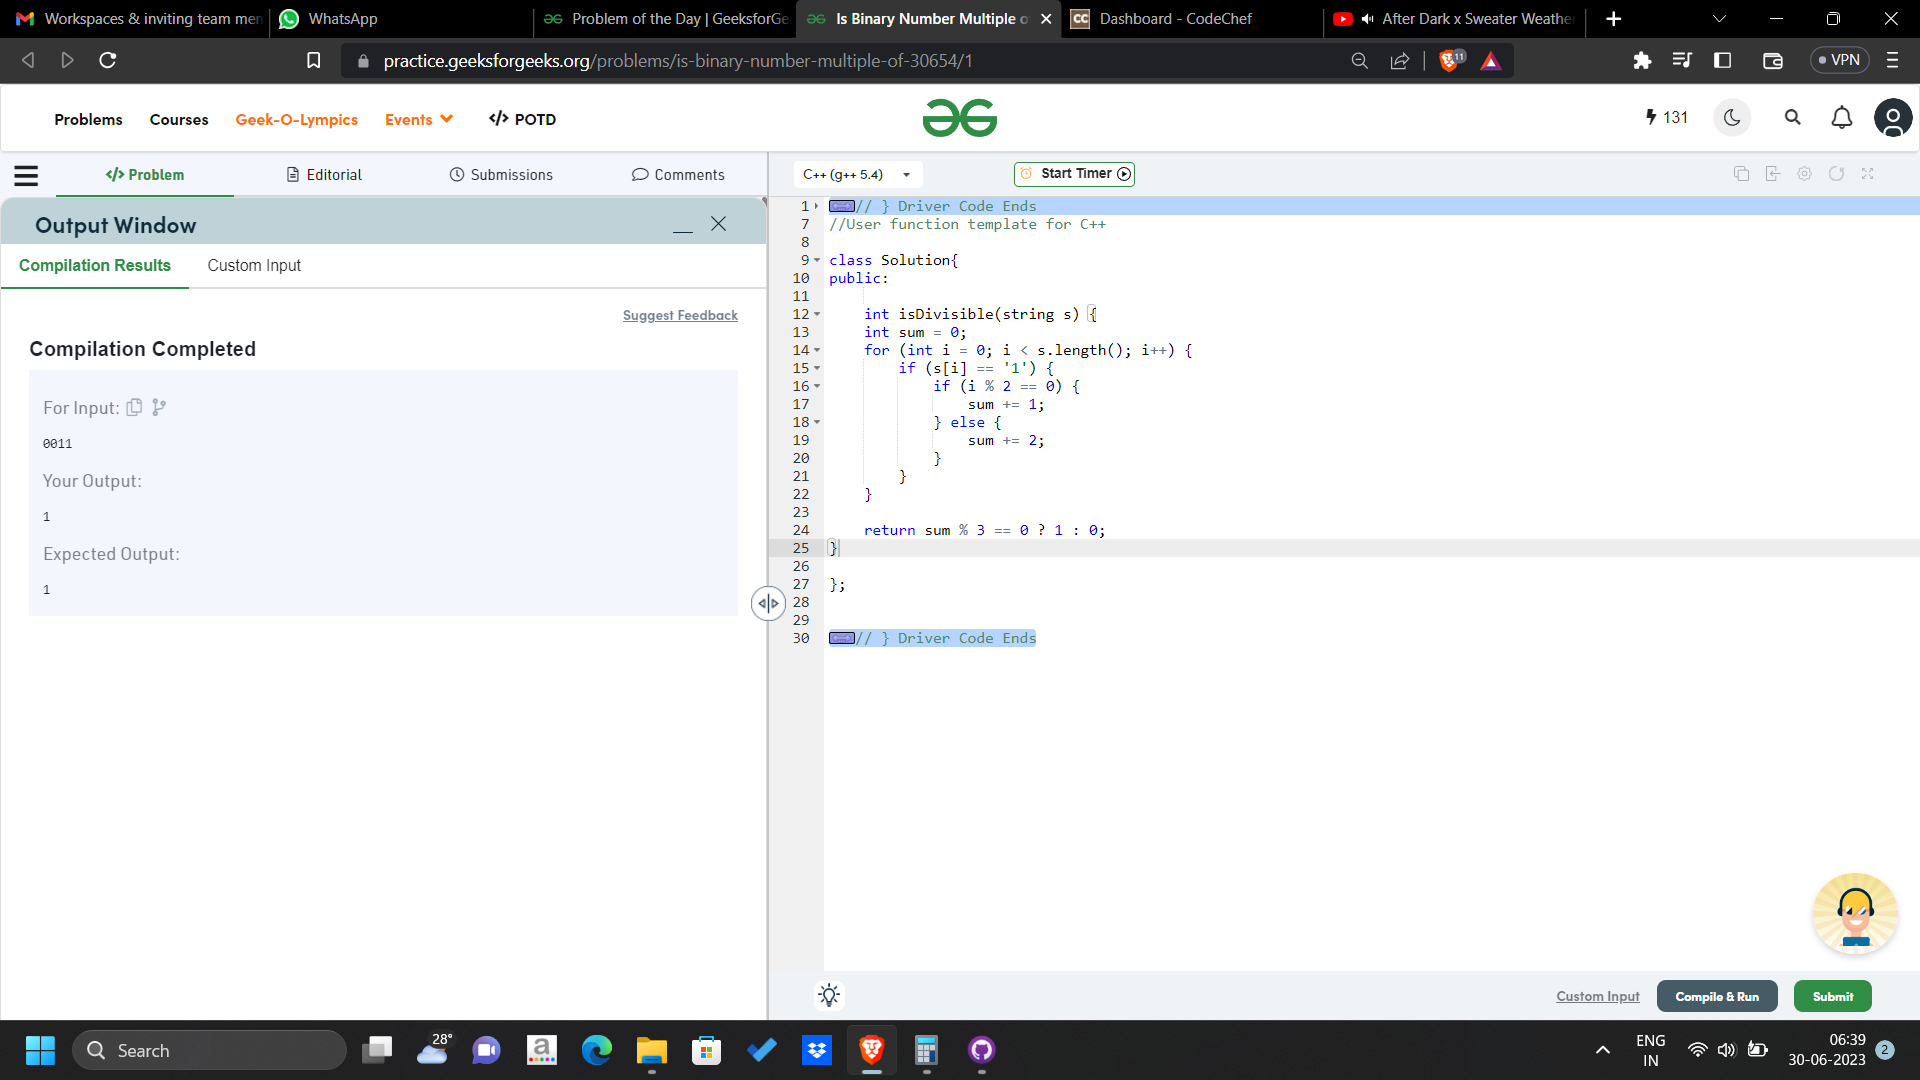 Workspaces & inviting team mem
WhatsApp
Problem of the Day | GeeksforGe
Is Binary Number Multiple o
CC
Dashboard - CodeChef
After Dark x Sweater Weathe
practice.geeksforgeeks.org/problems/is-binary-number-multiple-of-30654/1
11
VPN
Problems
Courses
Geek-O-Lympics
Events
</> POTD
131
</> Problem
Editorial
Submissions
Comments
C++ (g++ 5.4)
Start Timer
Output Window
Compilation Results
Custom Input
Suggest Feedback
Compilation Completed
For Input:
0011
Your Output:
1
Expected Output:
1
1 // } Driver Code Ends
7 //User function template for C++
8
9 class Solution{
10 public:
11
12 int isDivisible(string s) {
13 int sum = 0;
14 for (int i = 0; i < s.length(); i++) {
15 if (s[i] == '1') {
16 if (i % 2 == 0) {
17 sum += 1;
18 } else {
19 sum += 2;
20 }
21 }
22 }
23
24 return sum % 3 == 0 ? 1 : 0;
25 }
26
27 };
28
29
30 // } Driver Code Ends
Custom Input
Compile & Run
Submit
Search
28°
a
ENG
IN
06:39
30-06-2023
2